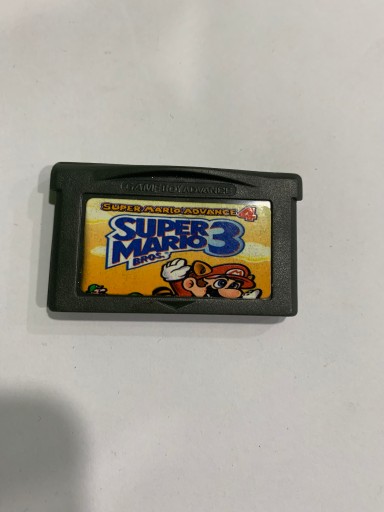 GAME BOY ADVANCE
SUPER MARIO ADVANCE 4
SUPER
MARIO 3
BROS.